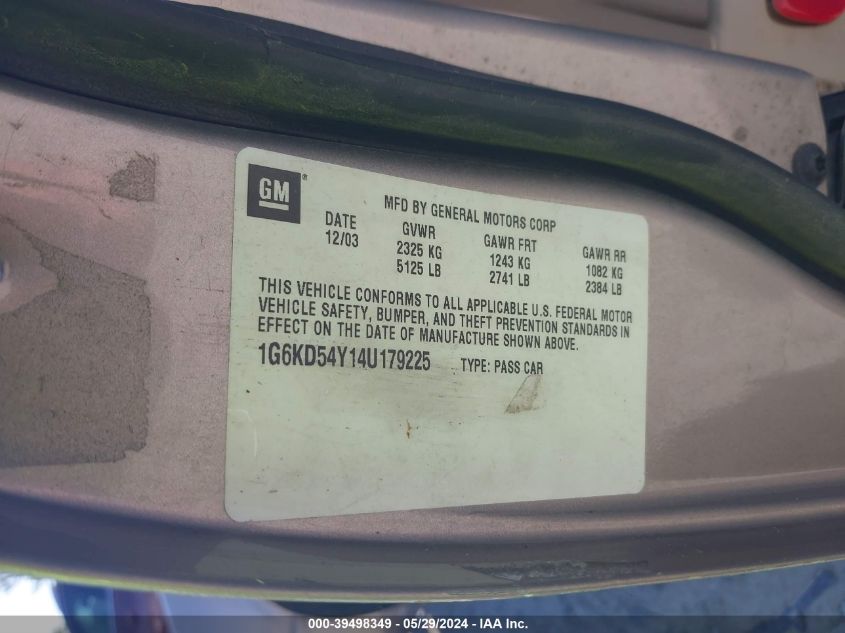 GM ®
MFD BY GENERAL MOTORS CORP
DATE GVWR GAWR FRT GAWR RR
12/03 2325 KG 1243 KG 1082 KG
5125 LB 2741 LB 2384 LB
THIS VEHICLE CONFORMS TO ALL APPLICABLE U.S. FEDERAL MOTOR
VEHICLE SAFETY, BUMPER, AND THEFT PREVENTION STANDARDS IN
EFFECT ON THE DATE OF MANUFACTURE SHOWN ABOVE.
1G6KD54Y14U179225 TYPE: PASS CAR
000-39498349 | 05/29/2024 - IAA Inc.